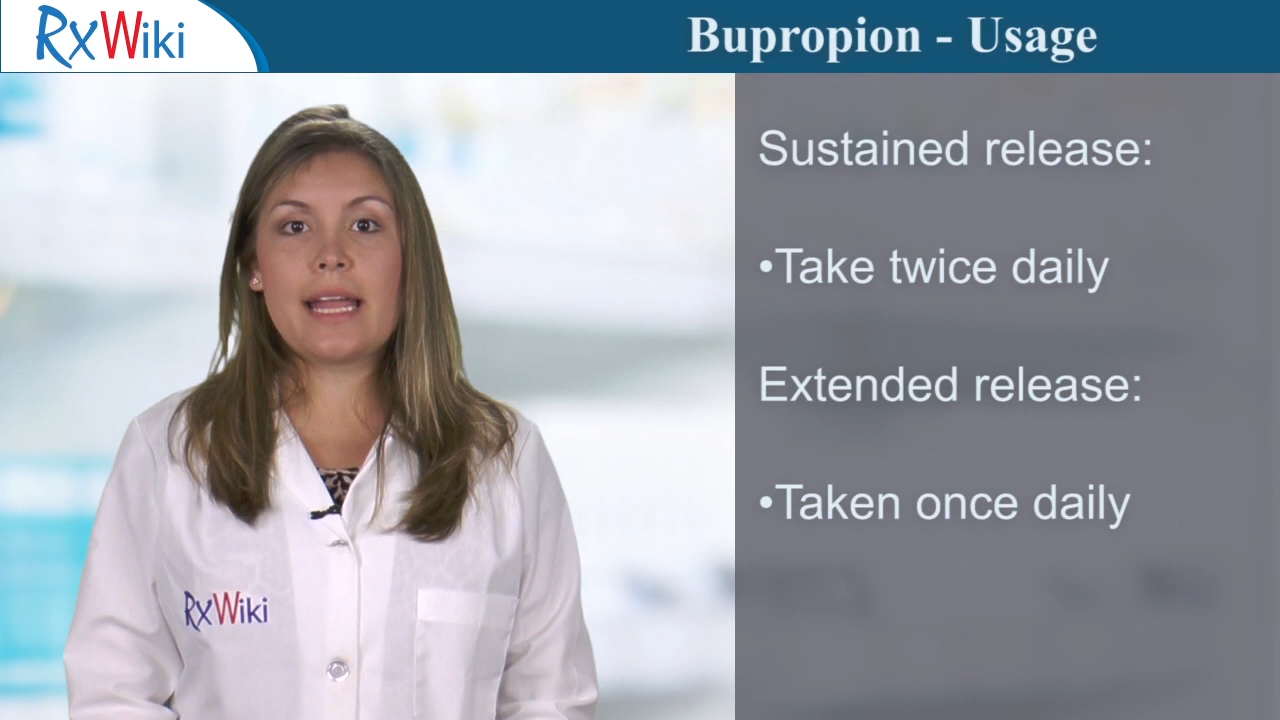 RxWiki
Bupropion - Usage
Sustained release:
•Take twice daily
Extended release:
•Taken once daily
RxWiki